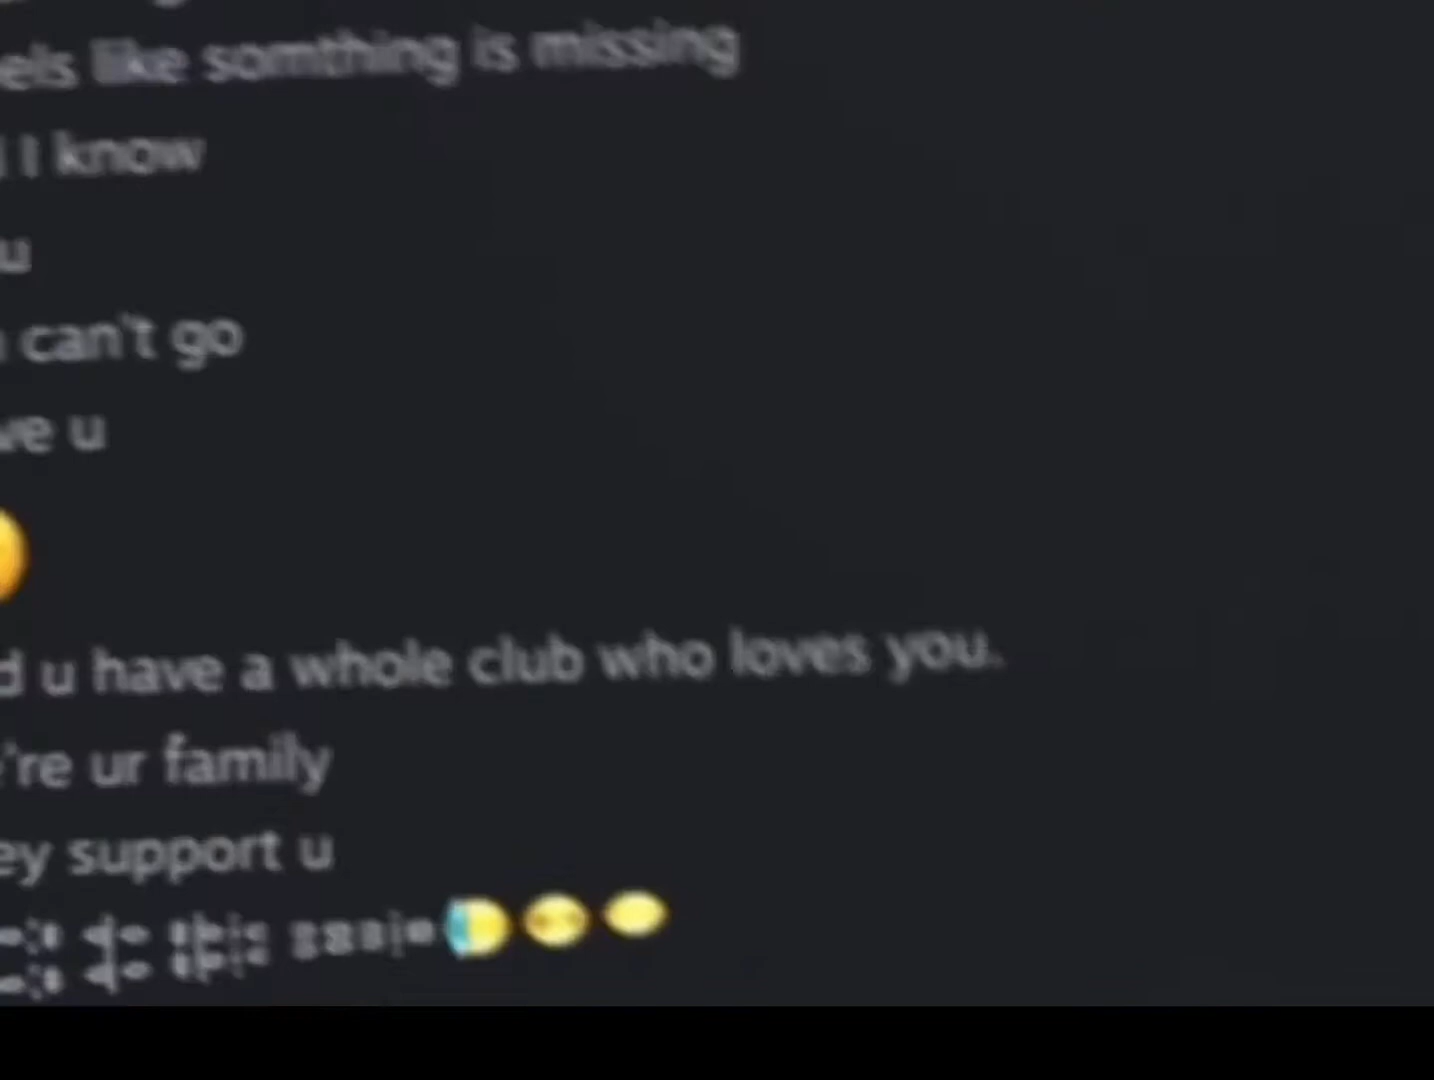 els like somthing is missing
I know
u
can't go
ve u
d u have a whole club who loves you.
're ur family
ey support u